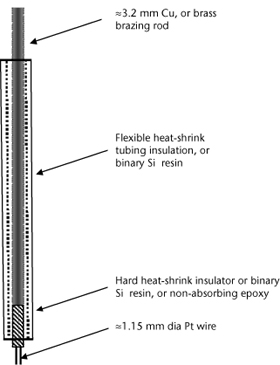 ≈3.2 mm Cu, or brass
brazing rod
Flexible heat-shrink
tubing insulation, or
binary Si resin
Hard heat-shrink insulator or binary
Si resin, or non-absorbing epoxy
≈1.15 mm dia Pt wire